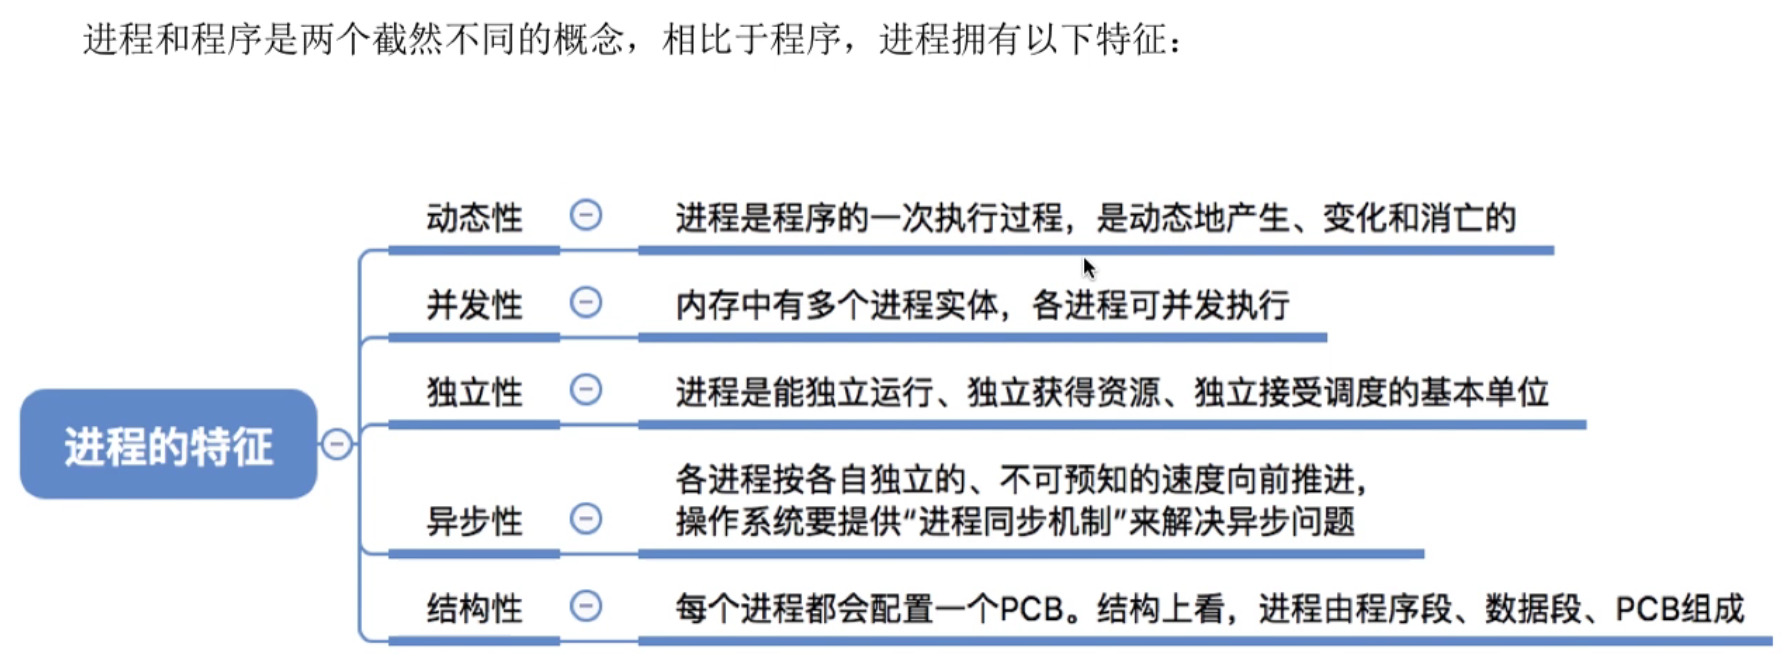 进程和程序是两个截然不同的概念，相比于程序，进程拥有以下特征：
进程的特征
动态性
进程是程序的一次执行过程，是动态地产生、变化和消亡的
并发性
内存中有多个进程实体，各进程可并发执行
独立性
进程是能独立运行、独立获得资源、独立接受调度的基本单位
异步性
各进程按各自独立的、不可预知的速度向前推进，
操作系统要提供“进程同步机制”来解决异步问题
结构性
每个进程都会配置一个PCB。结构上看，进程由程序段、数据段、PCB组成